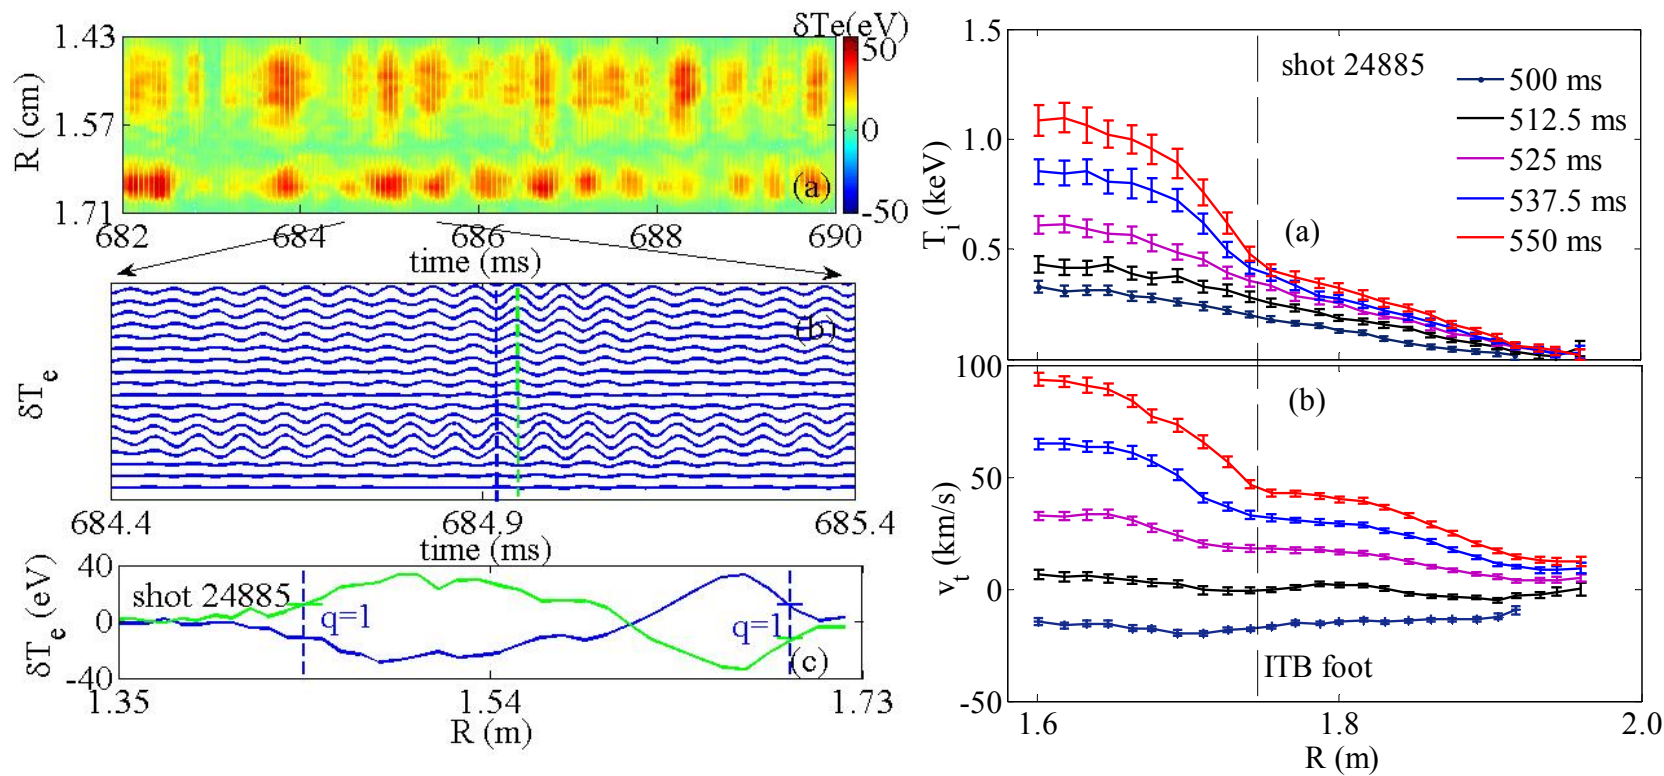 δTe(eV)
1.43
1.57
1.71
R (cm)
50
0
-50
(a)
682 684 686 688 690
time (ms)
(b)
δTe
684.4 684.9 685.4
time (ms)
40
0
-40
δTe (eV)
shot 24885
q=1
q=1
(c)
1.35 1.54 1.73
R (m)
1.5
1.0
0.5
Ti (keV)
shot 24885
500 ms
512.5 ms
525 ms
537.5 ms
550 ms
(a)
100
50
0
-50
vt (km/s)
(b)
ITB foot
1.6 1.8 2.0
R (m)